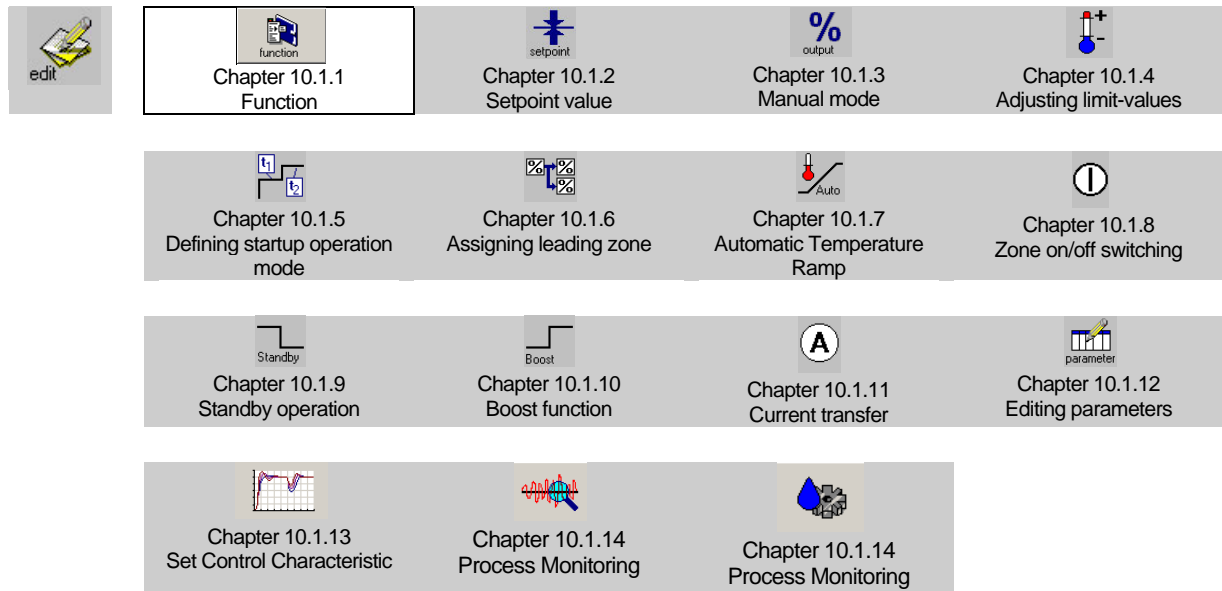 edit
function
Chapter 10.1.1
Function
setpoint
Chapter 10.1.2
Setpoint value
%
output
Chapter 10.1.3
Manual mode
+
-
Chapter 10.1.4
Adjusting limit-values
t1
t2
Chapter 10.1.5
Defining startup operation
mode
% %
%
Chapter 10.1.6
Assigning leading zone
Auto
Chapter 10.1.7
Automatic Temperature
Ramp
Chapter 10.1.8
Zone on/off switching
Standby
Chapter 10.1.9
Standby operation
Boost
Chapter 10.1.10
Boost function
A
Chapter 10.1.11
Current transfer
parameter
Chapter 10.1.12
Editing parameters
Chapter 10.1.13
Set Control Characteristic
Chapter 10.1.14
Process Monitoring
Chapter 10.1.14
Process Monitoring